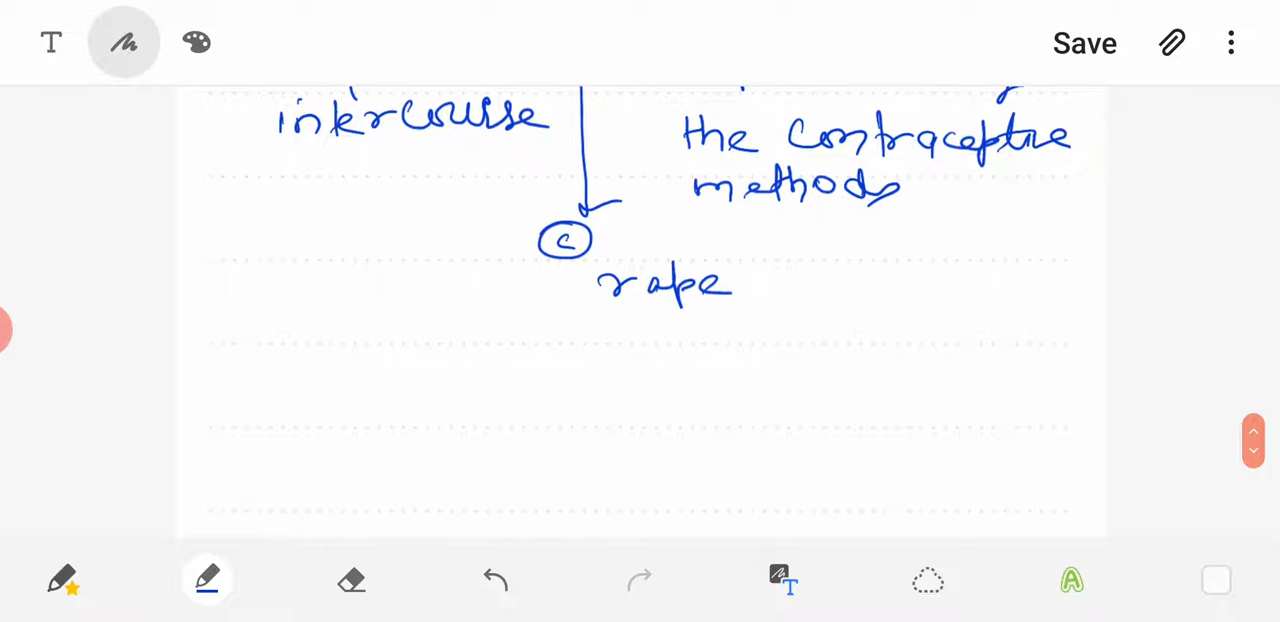 T Save
intercourse
the contraceptive
methods
c
rape
T
A